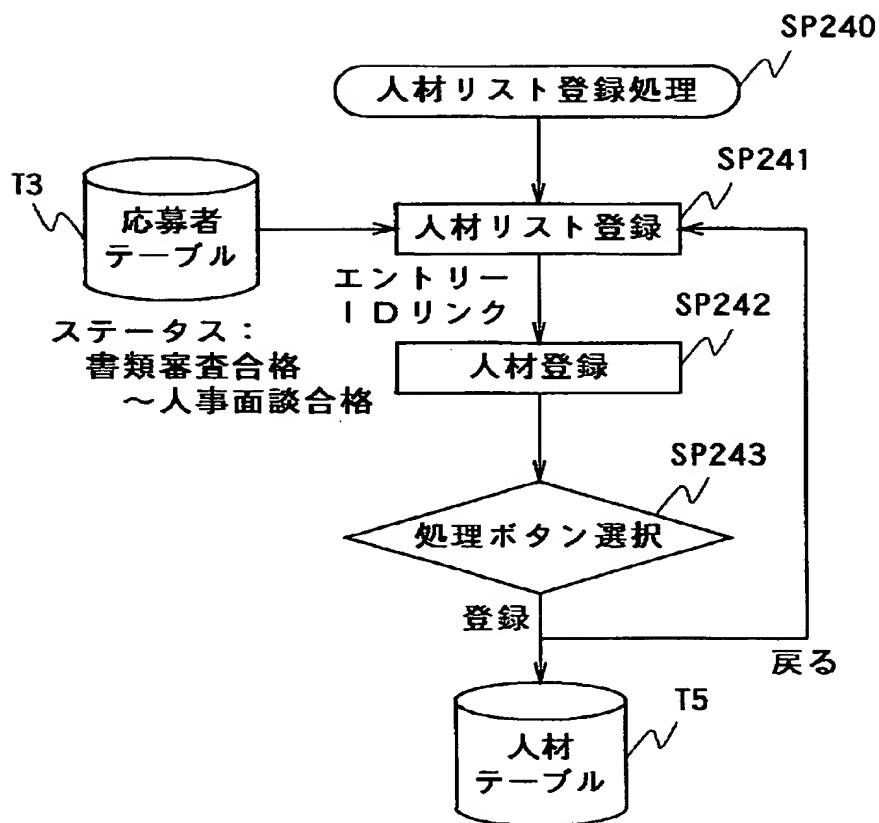 SP240
人材リスト登録処理
SP241
T3
応募者
テーブル
人材リスト登録
エントリー
IDリンク
SP242
ステータス:
書類審査合格
～人事面談合格
人材登録
SP243
処理ボタン選択
登録
戻る
T5
人材
テーブル